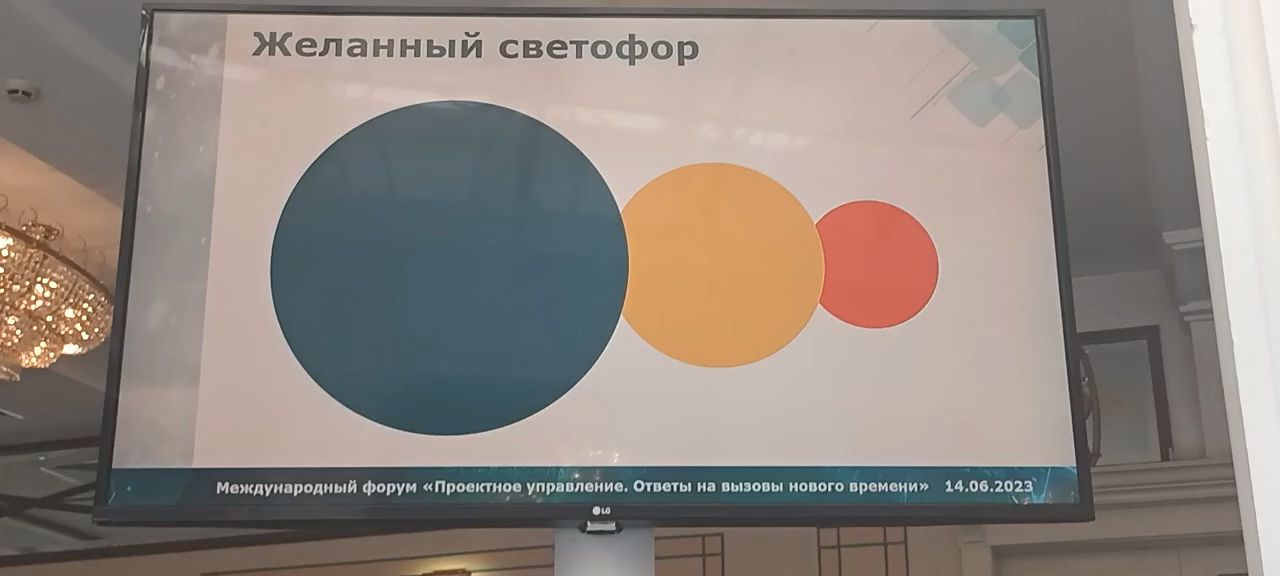 Желанный светофор
Международный форум «Проектное управление. Ответы на вызовы нового времени» 14.06.2023
LG